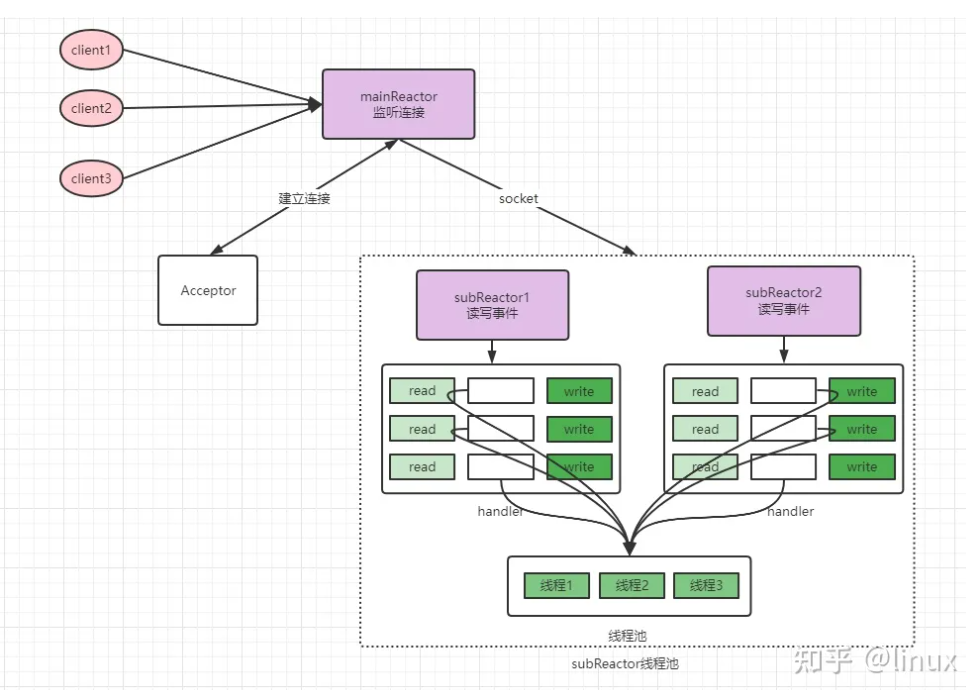 client1
client2
client3
mainReactor
监听连接
建立连接
socket
Acceptor
subReactor1
读写事件
subReactor2
读写事件
read
write
read
write
read
write
read
write
read
write
read
write
handler
handler
线程1
线程2
线程3
线程池
subReactor线程池
知乎 @linux